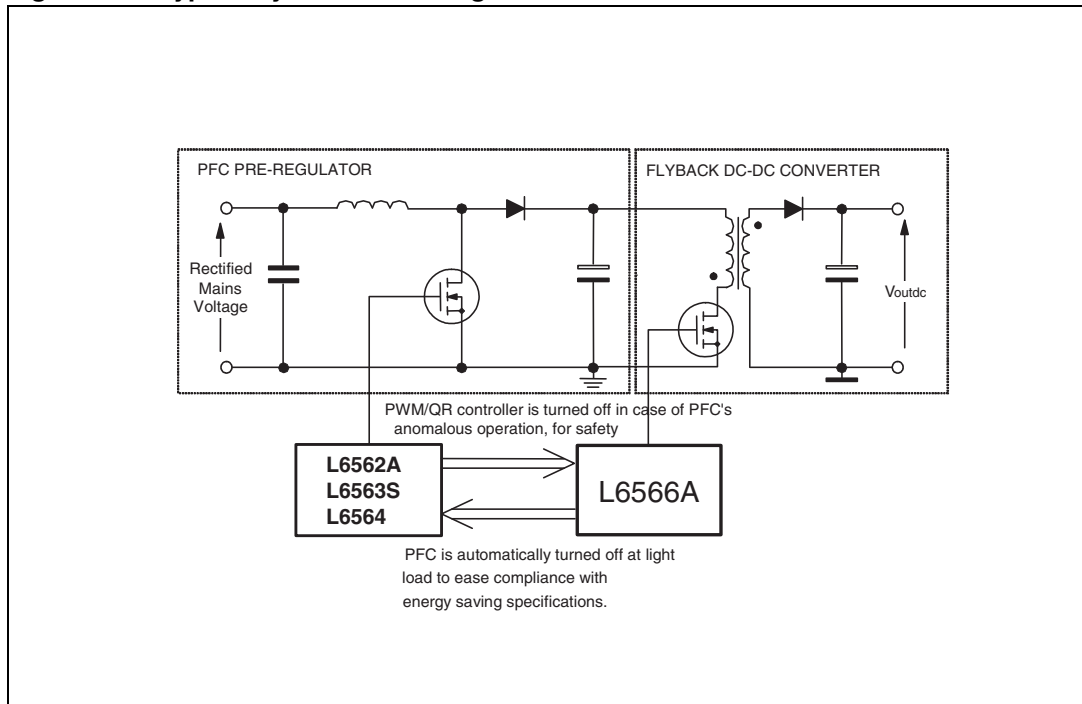 PFC PRE-REGULATOR
FLYBACK DC-DC CONVERTER
Rectified
Mains
Voltage
Voutdc
PWM/QR controller is turned off in case of PFC's
anomalous operation, for safety
L6562A
L6563S
L6564
L6566A
PFC is automatically turned off at light
load to ease compliance with
energy saving specifications.